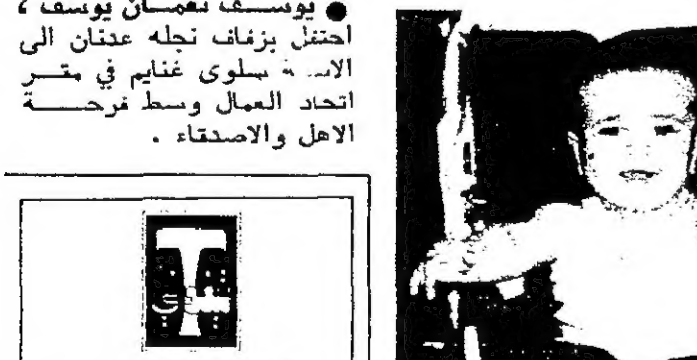 ● يوسف نعمان يوسف ،
احتفل بزفاف نجله عدنان الى
سلوى غنايم في مقر
اتحاد العمال وسط فرحة
الاهل والاصدقاء .